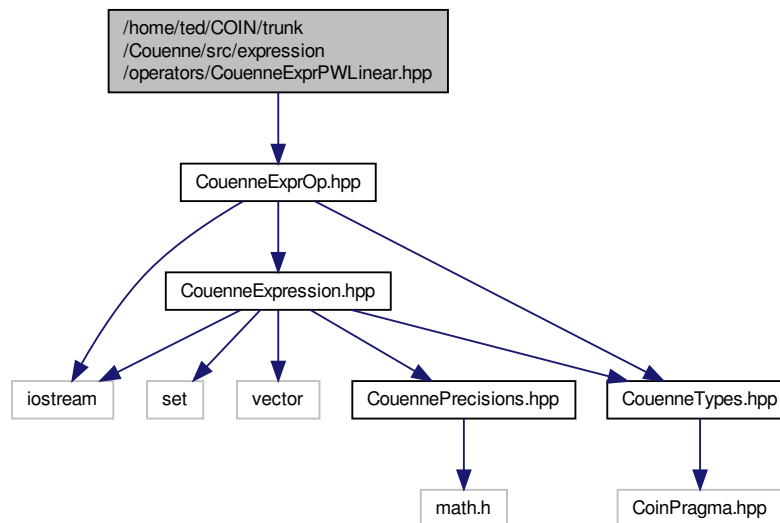 /home/ted/COIN/trunk
/Couenne/src/expression
/operators/CouenneExprPWLinear.hpp
CouenneExprOp.hpp
CouenneExpression.hpp
iostream
set
vector
CouennePrecisions.hpp
CouenneTypes.hpp
math.h
CoinPragma.hpp